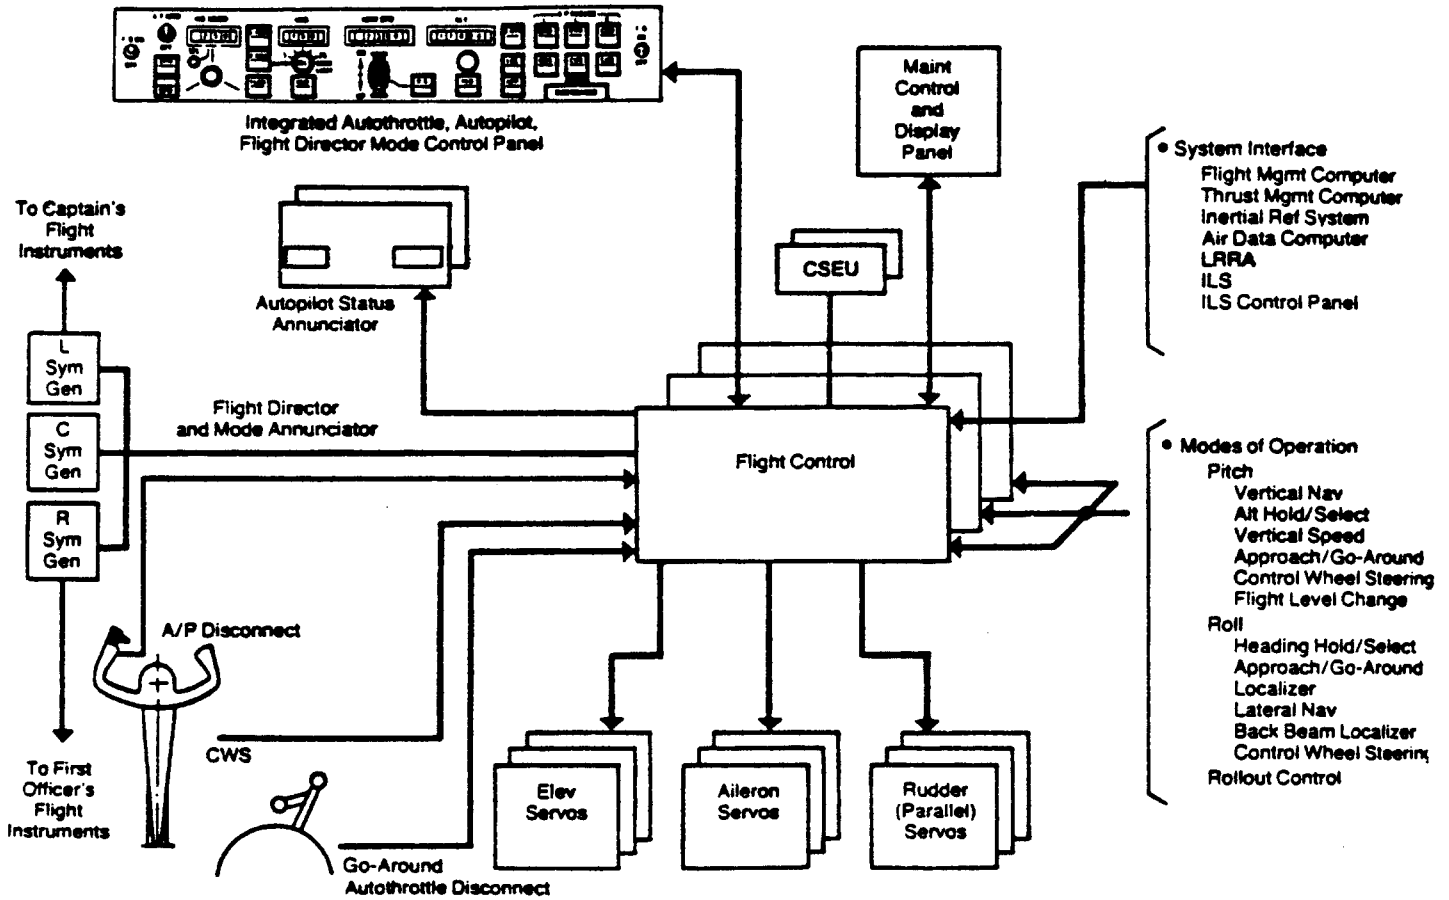 Integrated Autothrottle, Autopilot,
Flight Director Mode Control Panel
Maint
Control
and
Display
Panel
To Captain's
Flight
Instruments
Autopilot Status
Annunciator
CSEU
L
Sym
Gen
C
Sym
Gen
R
Sym
Gen
Flight Director
and Mode Annunciator
Flight Control
A/P Disconnect
To First
Officer's
Flight
Instruments
CWS
Go-Around
Autothrottle Disconnect
Elev
Servos
Aileron
Servos
Rudder
(Parallel)
Servos
• System Interface
Flight Mgmt Computer
Thrust Mgmt Computer
Inertial Ref System
Air Data Computer
LRRA
ILS
ILS Control Panel
• Modes of Operation
Pitch
Vertical Nav
Alt Hold/Select
Vertical Speed
Approach/Go-Around
Control Wheel Steering
Flight Level Change
Roll
Heading Hold/Select
Approach/Go-Around
Localizer
Lateral Nav
Back Beam Localizer
Control Wheel Steering
Rollout Control